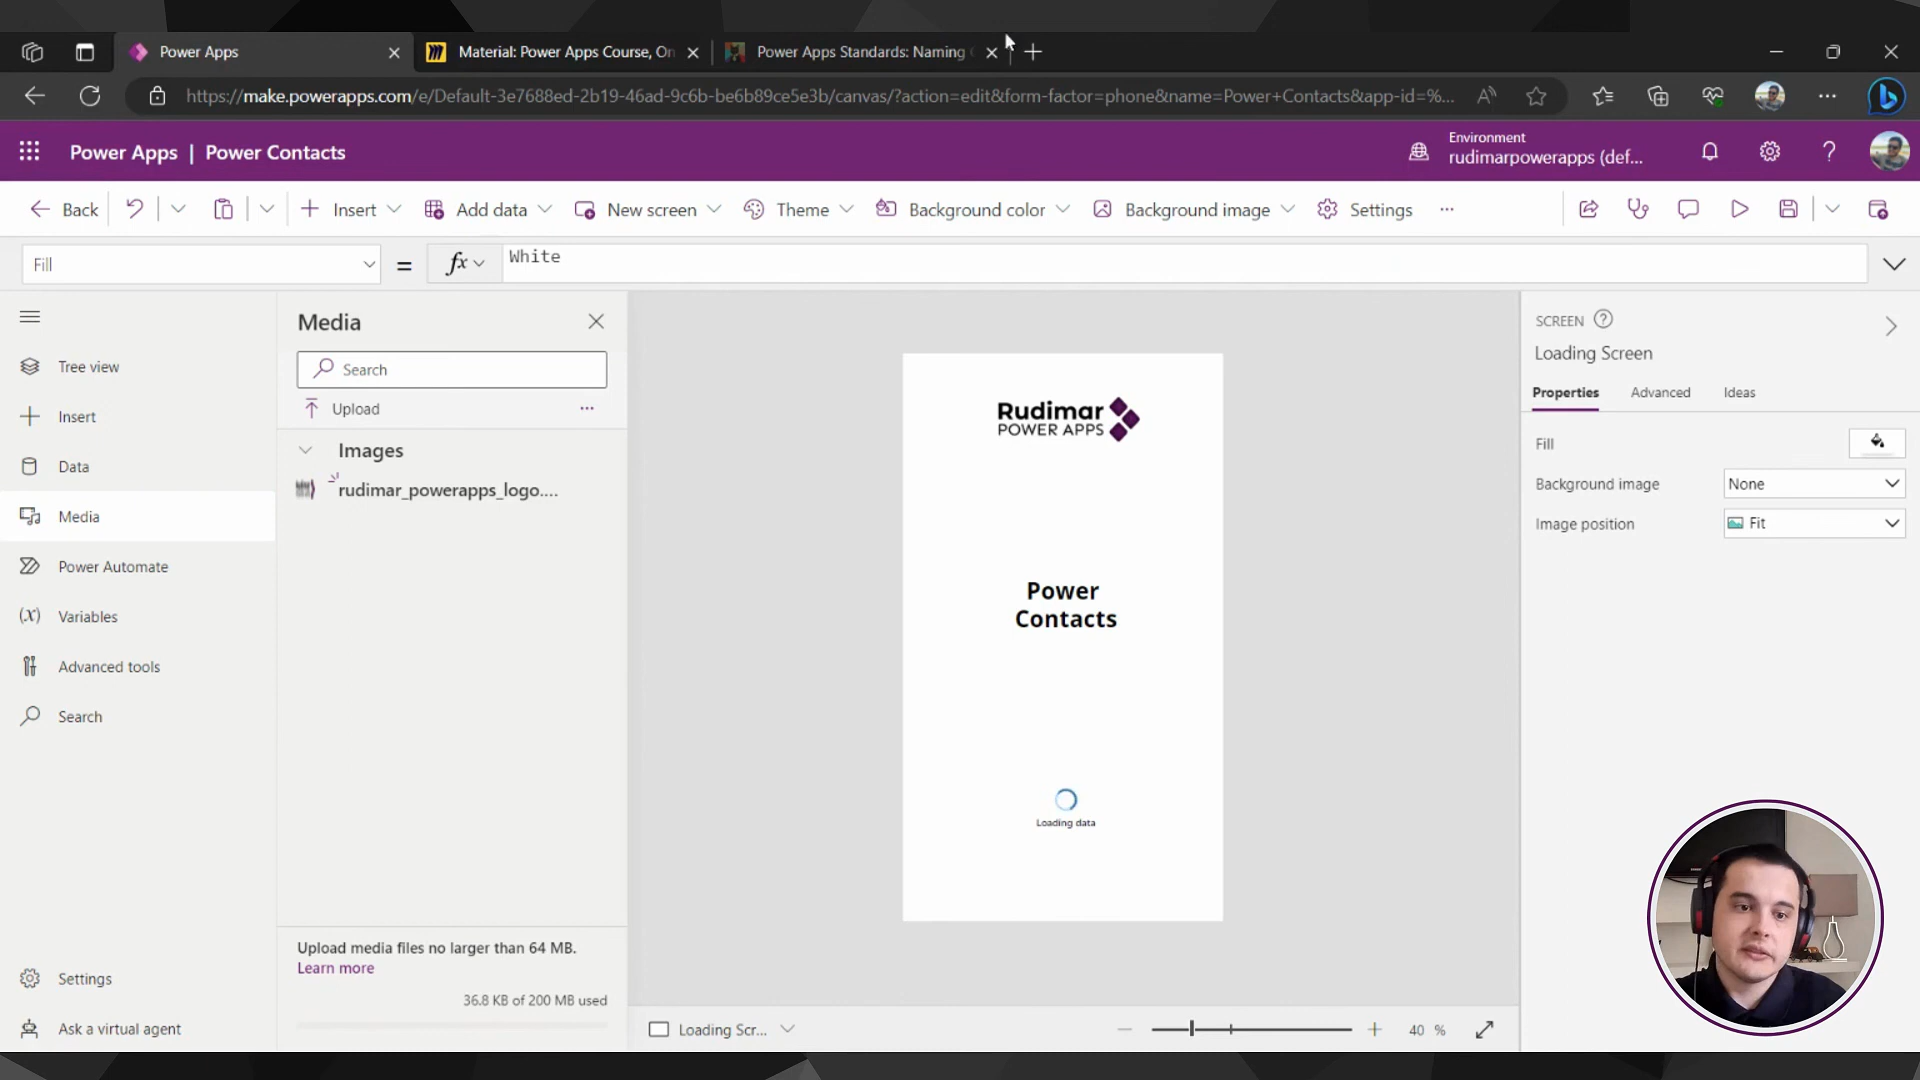 Power Apps
Material: Power Apps Course, On
Power Apps Standards: Naming
https://make.powerapps.com/e/Default-3e7688ed-2b19-46ad-9c6b-be6b89ce5e3b/canvas/?action=edit&form-factor=phone&name=Power+Contacts&app-id=%...
Power Apps | Power Contacts
Environment
rudimarpowerapps (def...
Back
Insert
Add data
New screen
Theme
Background color
Background image
Settings
Fill
=
fx
White
Media
Search
Upload
Images
rudimar_powerapps_logo....
Tree view
Insert
Data
Media
Power Automate
Variables
Advanced tools
Search
Settings
Ask a virtual agent
Upload media files no larger than 64 MB.
Learn more
36.8 KB of 200 MB used
Rudimar
POWER APPS
Power
Contacts
Loading data
Loading Scr...
40 %
SCREEN
Loading Screen
Properties
Advanced
Ideas
Fill
Background image
None
Image position
Fit